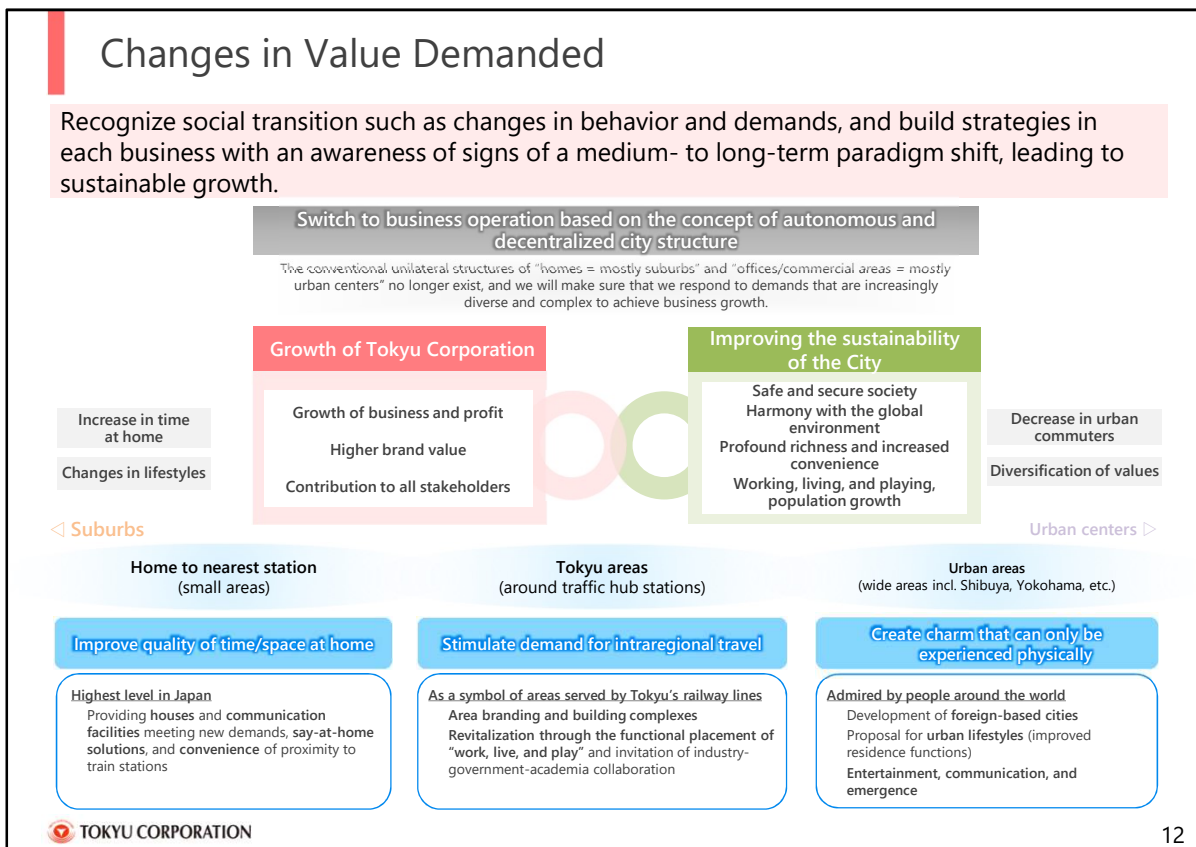 Changes in Value Demanded
Recognize social transition such as changes in behavior and demands, and build strategies in
each business with an awareness of signs of a medium- to long-term paradigm shift, leading to
sustainable growth.
Switch to business operation based on the concept of autonomous and
decentralized city structure
The conventional unilateral structures of “homes = mostly suburbs” and “offices/commercial areas = mostly
urban centers” no longer exist, and we will make sure that we respond to demands that are increasingly
diverse and complex to achieve business growth.
Growth of Tokyu Corporation
Growth of business and profit
Higher brand value
Contribution to all stakeholders
Improving the sustainability
of the City
Safe and secure society
Harmony with the global
environment
Profound richness and increased
convenience
Working, living, and playing,
population growth
Increase in time
at home
Changes in lifestyles
Decrease in urban
commuters
Diversification of values
◁ Suburbs
Urban centers ▷
Home to nearest station
(small areas)
Tokyu areas
(around traffic hub stations)
Urban areas
(wide areas incl. Shibuya, Yokohama, etc.)
Improve quality of time/space at home
Highest level in Japan
Providing houses and communication
facilities meeting new demands, say-at-home
solutions, and convenience of proximity to
train stations
Stimulate demand for intraregional travel
As a symbol of areas served by Tokyu’s railway lines
Area branding and building complexes
Revitalization through the functional placement of
“work, live, and play” and invitation of industry-
government-academia collaboration
Create charm that can only be
experienced physically
Admired by people around the world
Development of foreign-based cities
Proposal for urban lifestyles (improved
residence functions)
Entertainment, communication, and
emergence
TOKYU CORPORATION
12